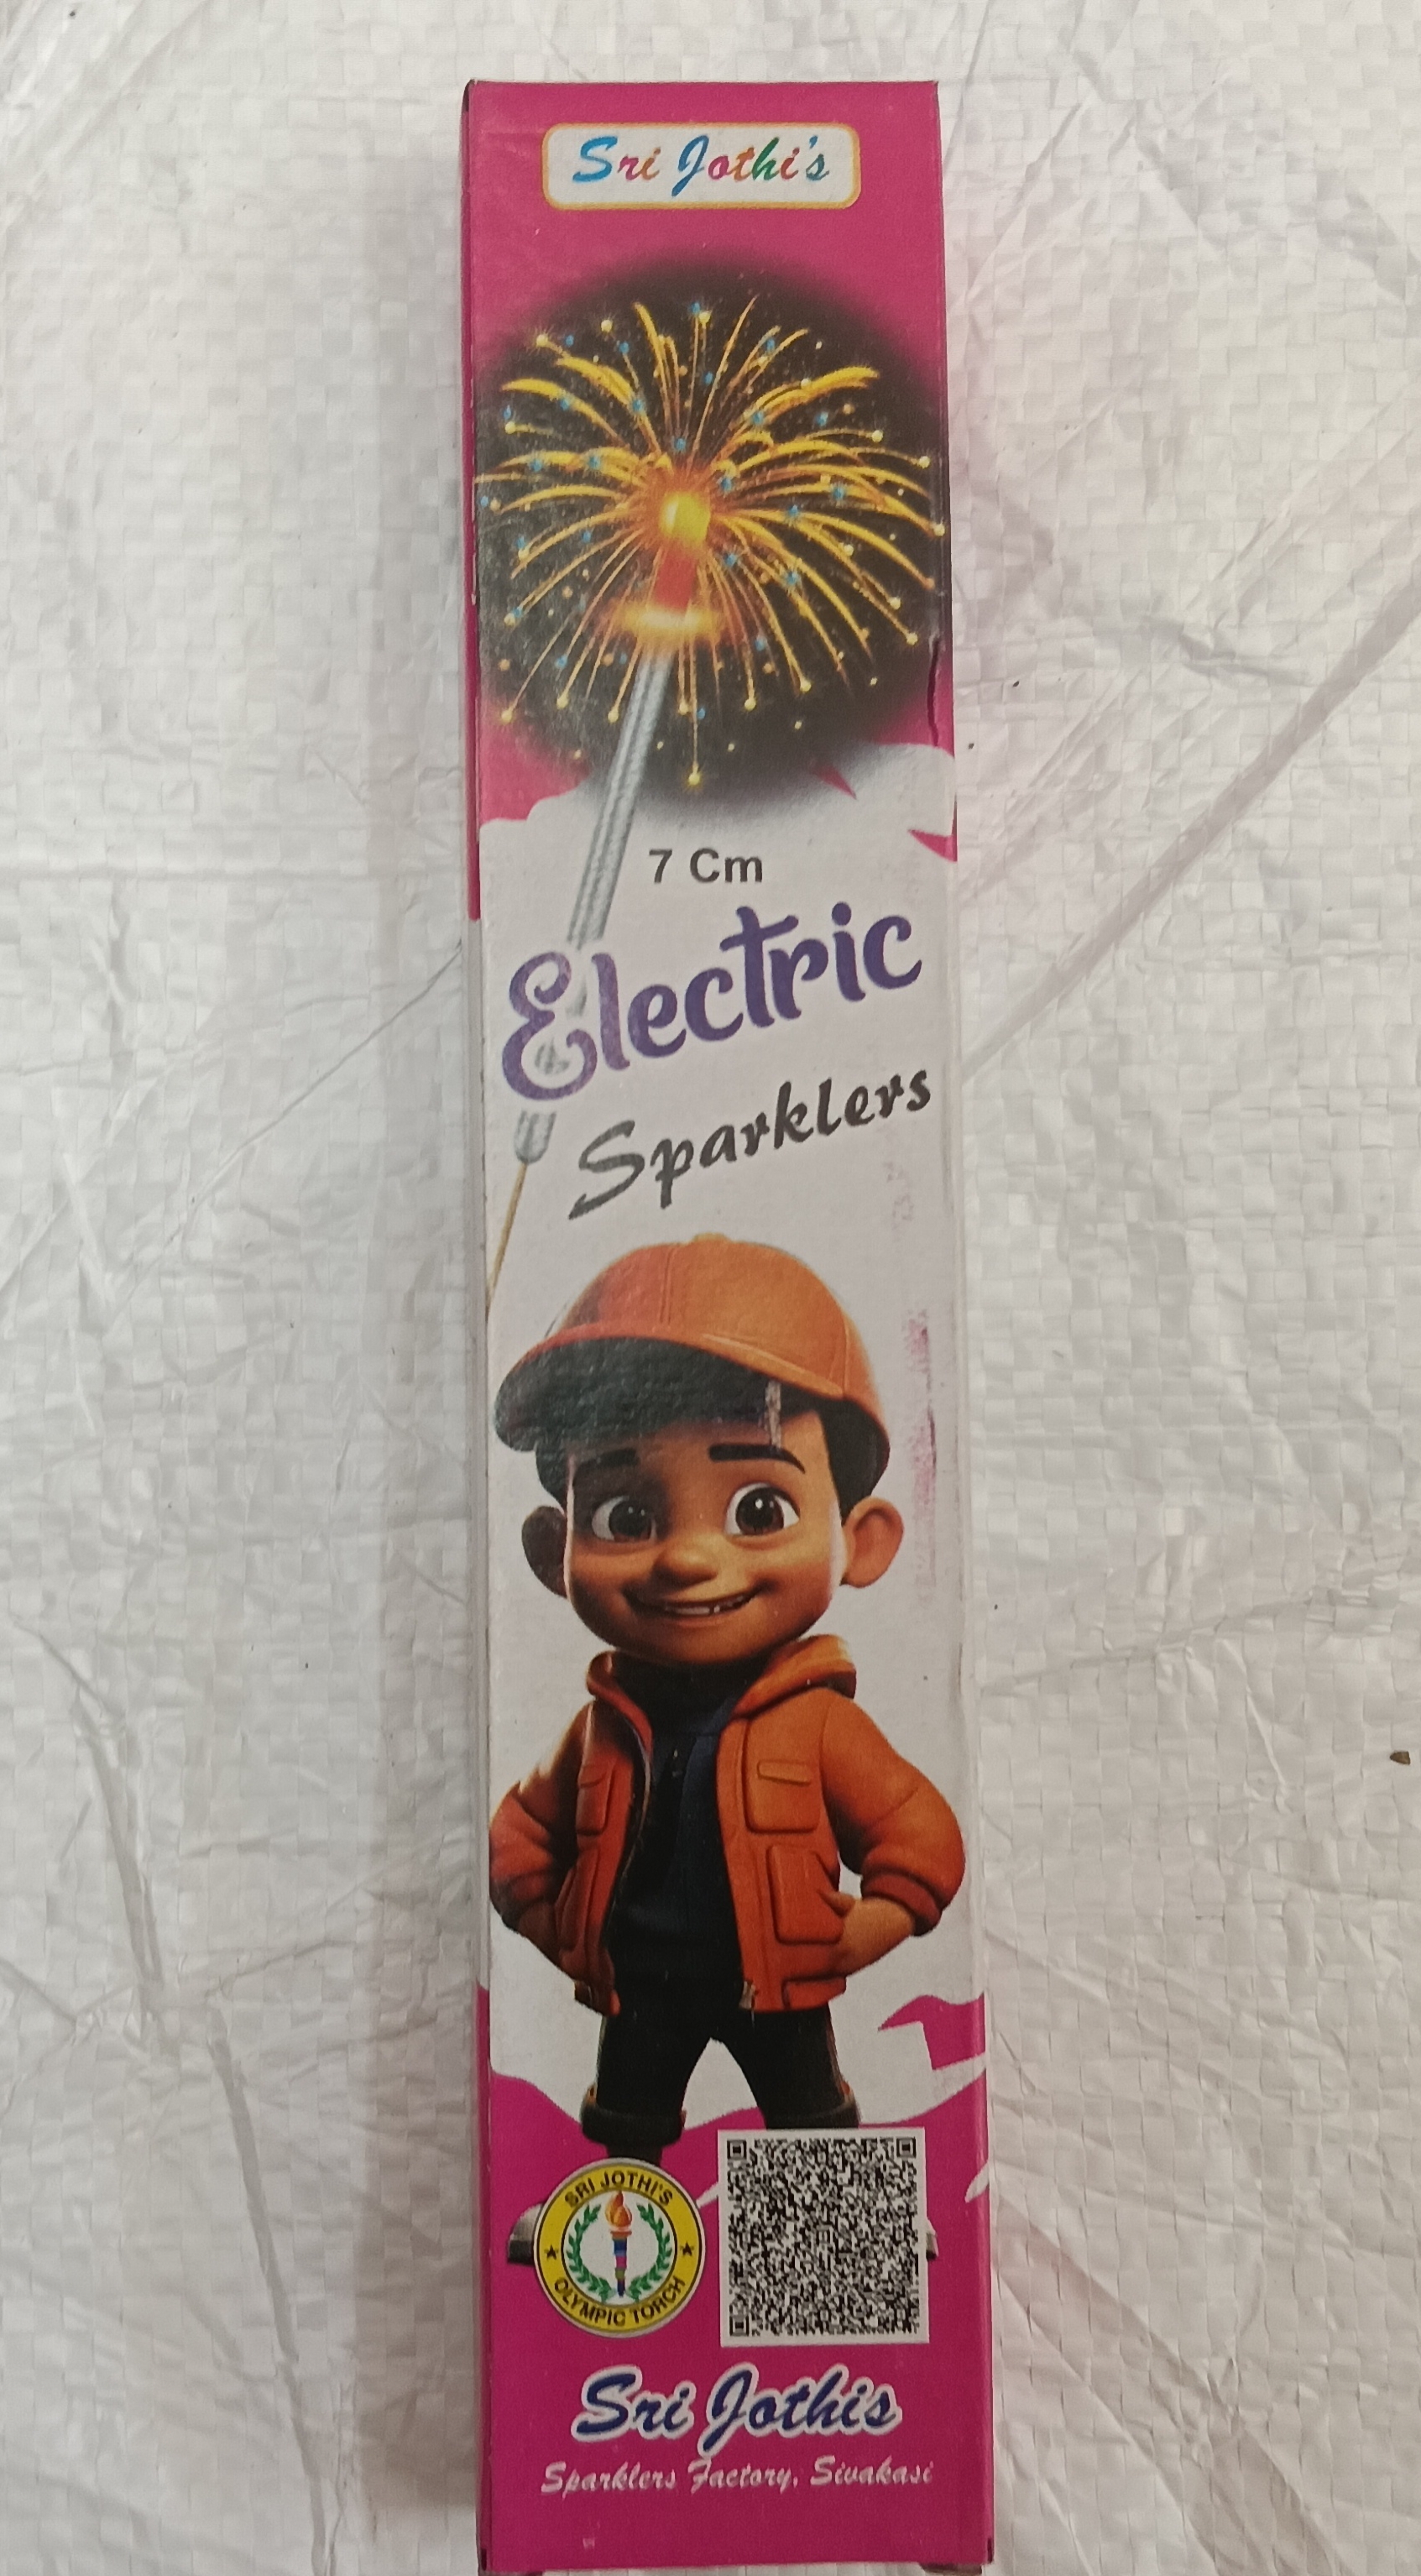 Sri Jothi's
7 Cm
Electric
Sparklers
SRI JOTHI'S
OLYMPIC TORCH
Sri Jothis
Sparklers Factory, Sivakasi